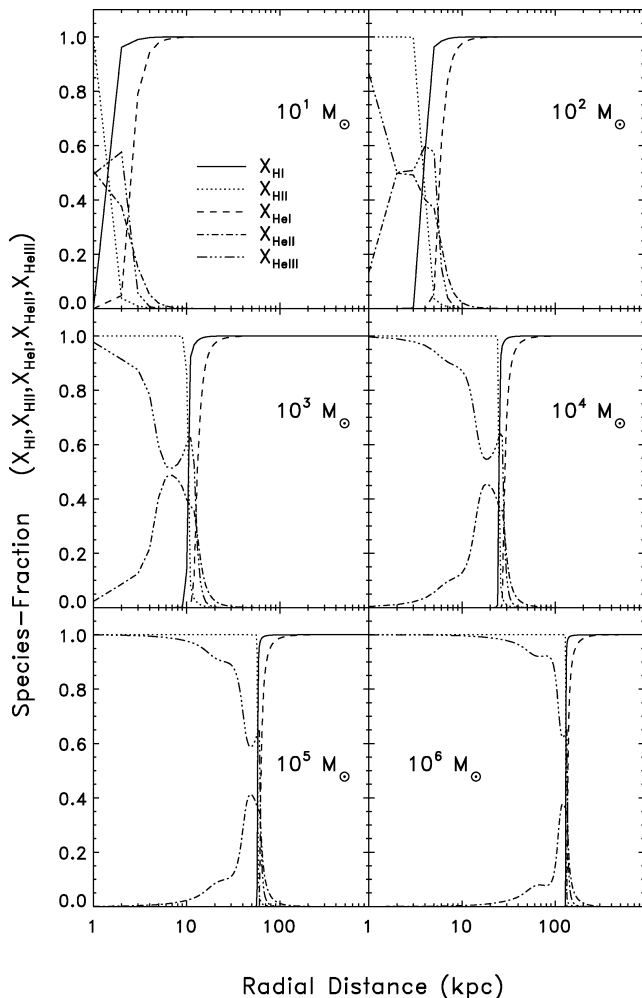 Species−Fraction (X_HI,X_HII,X_HeI,X_HeII,X_HeIII)
1.0
0.8
0.6
0.4
0.2
0.0
10¹ M☉
X_HI
X_HII
X_HeI
X_HeII
X_HeIII
10² M☉
1.0
0.8
0.6
0.4
0.2
0.0
10³ M☉
10⁴ M☉
1.0
0.8
0.6
0.4
0.2
0.0
10⁵ M☉
10⁶ M☉
1 10 100 1 10 100
Radial Distance (kpc)